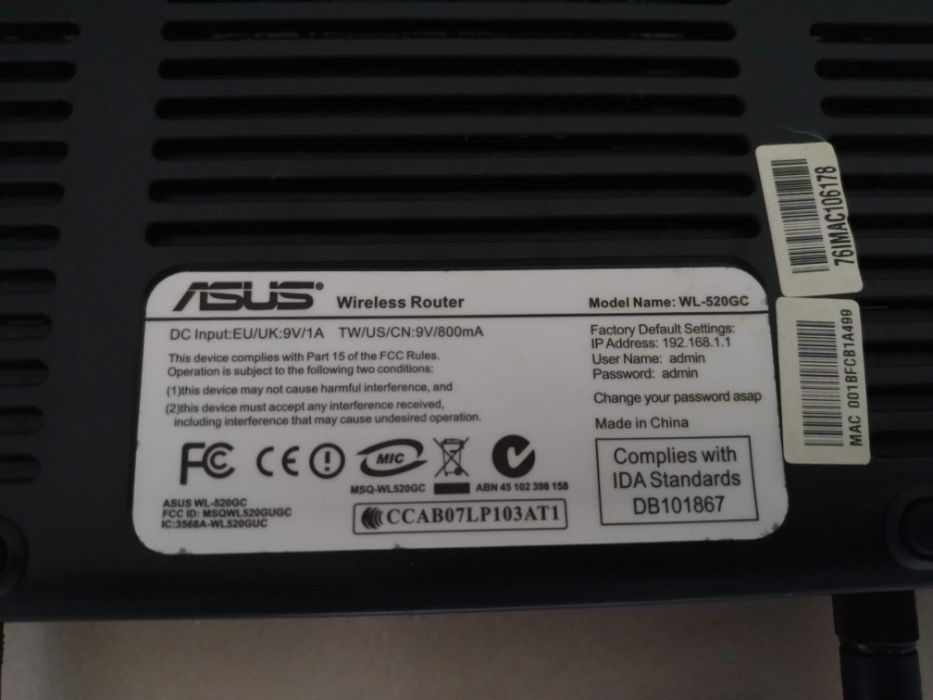 ASUS® Wireless Router Model Name: WL-520GC
DC Input:EU/UK:9V/1A TW/US/CN:9V/800mA
This device complies with Part 15 of the FCC Rules.
Operation is subject to the following two conditions:
(1)this device may not cause harmful interference, and
(2)this device must accept any interference received,
including interference that may cause undesired operation.
Factory Default Settings:
IP Address: 192.168.1.1
User Name: admin
Password: admin
Change your password asap
Made in China
FC CE MIC
MSQ-WL520GC ABN 45 102 398 158
ASUS WL-520GC
FCC ID: MSQWL520GUGC
IC:3568A-WL520GUC
CCAB07LP103AT1
Complies with
IDA Standards
DB101867
76IMAC106178
MAC 001BFCB1A499